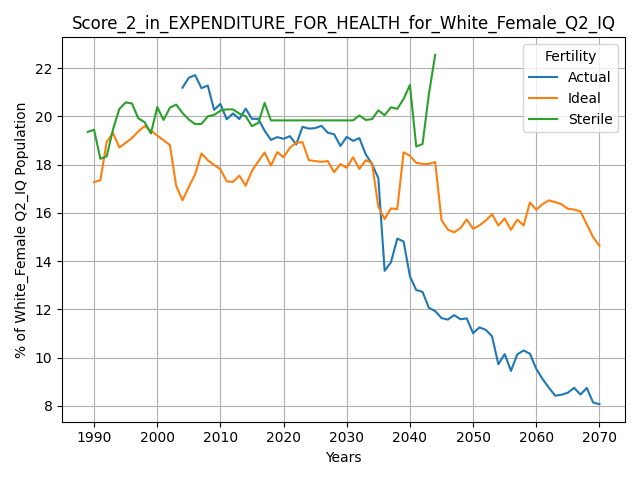 Score_2_in_EXPENDITURE_FOR_HEALTH_for_White_Female_Q2_IQ
Fertility
Actual
Ideal
Sterile
% of White_Female Q2_IQ Population
22
20
18
16
14
12
10
8
1990 2000 2010 2020 2030 2040 2050 2060 2070
Years